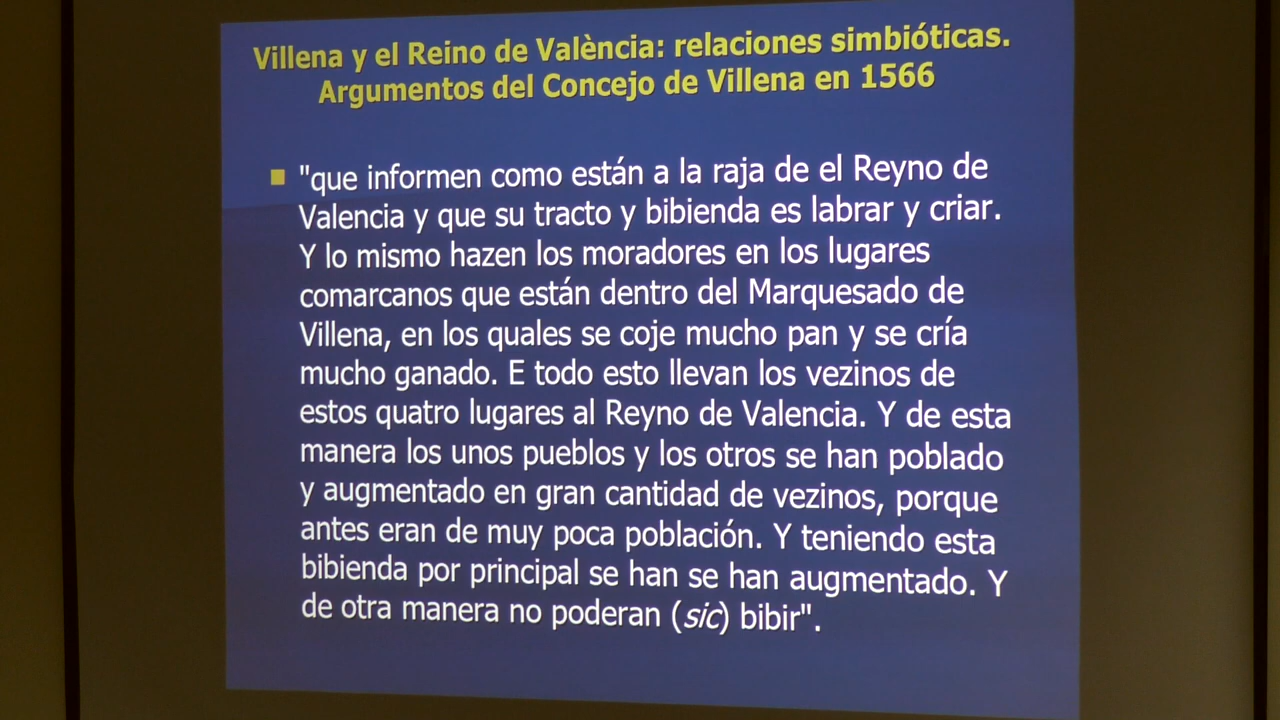 Villena y el Reino de València: relaciones simbióticas.
Argumentos del Concejo de Villena en 1566
"que informen como están a la raja de el Reyno de
Valencia y que su tracto y bibienda es labrar y criar.
Y lo mismo hazen los moradores en los lugares
comarcanos que están dentro del Marquesado de
Villena, en los quales se coje mucho pan y se cría
mucho ganado. E todo esto llevan los vezinos de
estos quatro lugares al Reyno de Valencia. Y de esta
manera los unos pueblos y los otros se han poblado
y augmentado en gran cantidad de vezinos, porque
antes eran de muy poca población. Y teniendo esta
bibienda por principal se han se han augmentado. Y
de otra manera no poderan (sic) bibir".